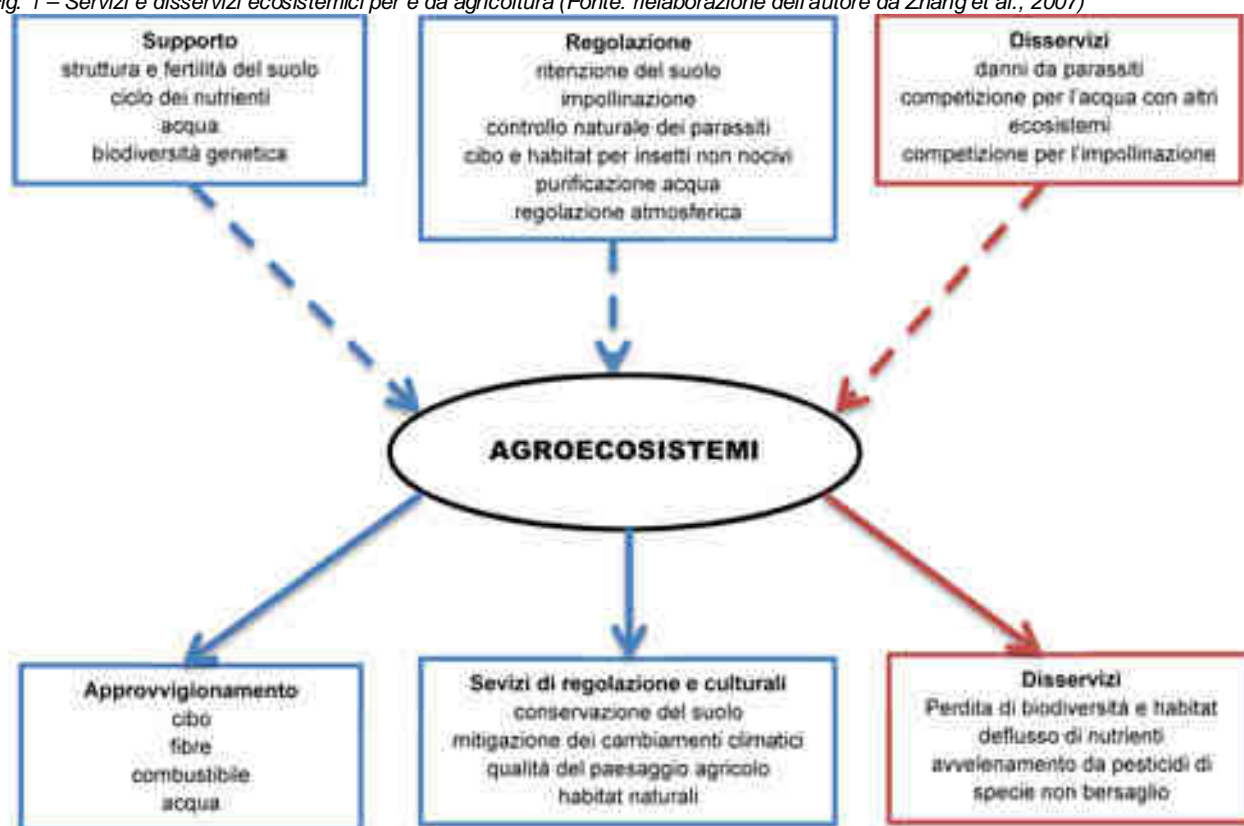 ig. 1 – Servizi e disservizi ecosistemici per e da agricoltura (Fonte: rielaborazione dell'autore da Zhang et al., 2007)
Supporto
struttura e fertilità del suolo
ciclo dei nutrienti
acqua
biodiversità genetica
Regolazione
ritenzione del suolo
impollinazione
controllo naturale dei parassiti
cibo e habitat per insetti non nocivi
purificazione acqua
regolazione atmosferica
Disservizi
danni da parassiti
competizione per l'acqua con altri
ecosistemi
competizione per l'impollinazione
AGROECOSISTEMI
Approvvigionamento
cibo
fibre
combustibile
acqua
Sevizi di regolazione e culturali
conservazione del suolo
mitigazione dei cambiamenti climatici
qualità del paesaggio agricolo
habitat naturali
Disservizi
Perdita di biodiversità e habitat
deflusso di nutrienti
avvelenamento da pesticidi di
specie non bersaglio